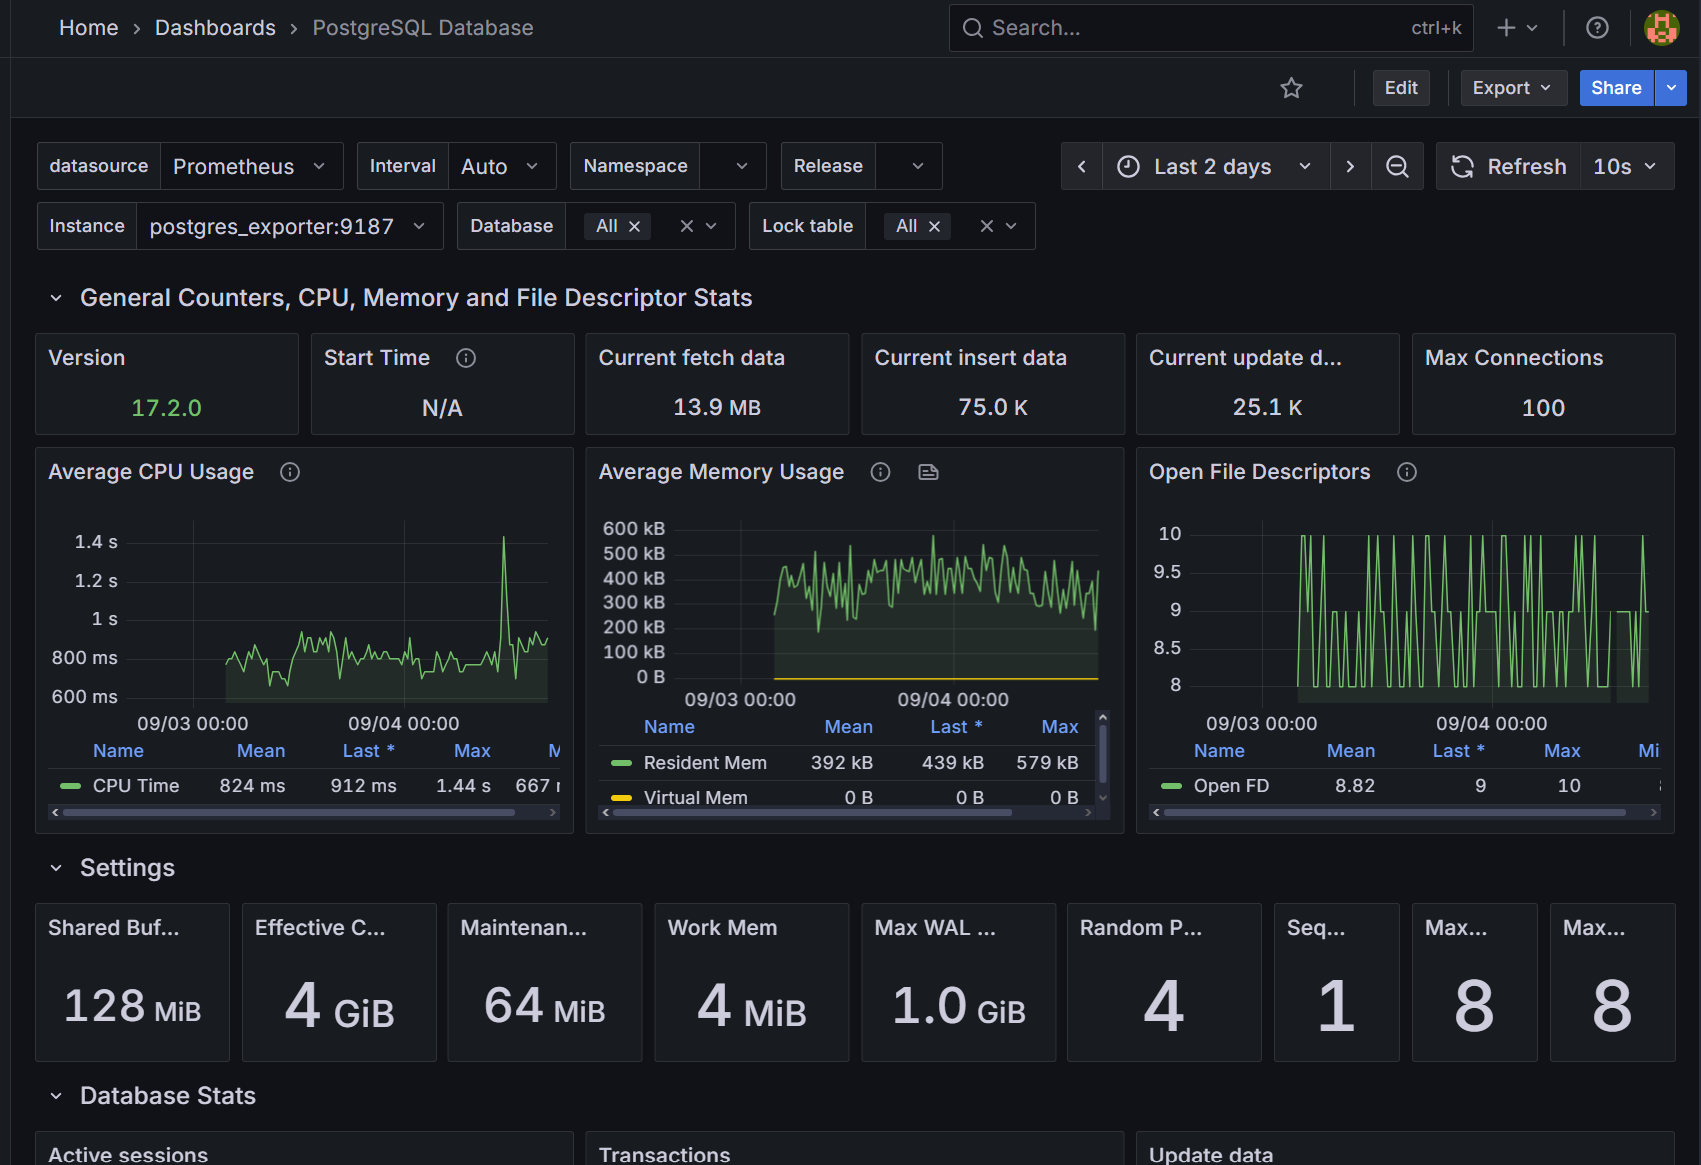 Home › Dashboards › PostgreSQL Database
Search... ctrl+k
Edit Export Share
datasource Prometheus Interval Auto Namespace Release Last 2 days Refresh 10s
Instance postgres_exporter:9187 Database All Lock table All
General Counters, CPU, Memory and File Descriptor Stats
Version
17.2.0
Start Time
N/A
Current fetch data
13.9 MB
Current insert data
75.0 K
Current update d...
25.1 K
Max Connections
100
Average CPU Usage
1.4 s
1.2 s
1 s
800 ms
600 ms
09/03 00:00 09/04 00:00
Name Mean Last * Max M
CPU Time 824 ms 912 ms 1.44 s 667
Average Memory Usage
600 kB
500 kB
400 kB
300 kB
200 kB
100 kB
0 B
09/03 00:00 09/04 00:00
Name Mean Last * Max
Resident Mem 392 kB 439 kB 579 kB
Virtual Mem 0 B 0 B 0 B
Open File Descriptors
10
9.5
9
8.5
8
09/03 00:00 09/04 00:00
Name Mean Last * Max Mi
Open FD 8.82 9 10
Settings
Shared Buf...
128 MiB
Effective C...
4 GiB
Maintenan...
64 MiB
Work Mem
4 MiB
Max WAL ...
1.0 GiB
Random P...
4
Seq...
1
Max...
8
Max...
8
Database Stats
Active sessions Transactions Update data